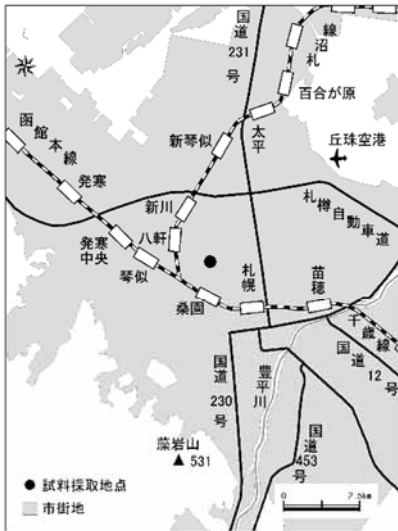 国道
231
号
札沼線
百合が原
太平
新琴似
丘珠空港
函館本線
発寒
新川
札樽自動車道
発寒
中央
八軒
琴似
札幌
苗穂
桑園
千歳線
国道
12
号
国道
230
号
豊平川
国道
453
号
藻岩山
531
試料採取地点
市街地
0
2.5km